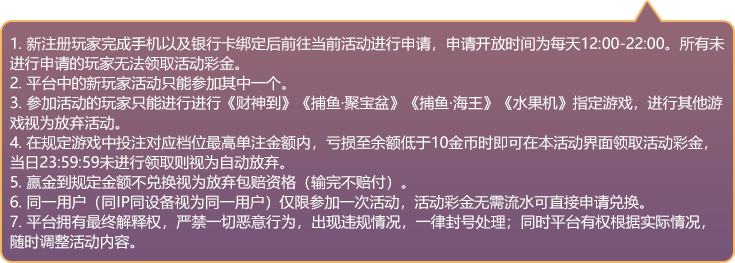 1. 新注册玩家完成手机以及银行卡绑定后前往当前活动进行申请，申请开放时间为每天12:00-22:00。所有未
进行申请的玩家无法领取活动彩金。
2. 平台中的新玩家活动只能参加其中一个。
3. 参加活动的玩家只能进行进行《财神到》《捕鱼·聚宝盆》《捕鱼·海王》《水果机》指定游戏，进行其他游
戏视为放弃活动。
4. 在规定游戏中投注对应档位最高单注金额内，亏损至余额低于10金币时即可在本活动界面领取活动彩金，
当日23:59:59未进行领取则视为自动放弃。
5. 赢金到规定金额不兑换视为放弃包赔资格（输完不赔付）。
6. 同一用户（同IP同设备视为同一用户）仅限参加一次活动，活动彩金无需流水可直接申请兑换。
7. 平台拥有最终解释权，严禁一切恶意行为，出现违规情况，一律封号处理；同时平台有权根据实际情况，
随时调整活动内容。